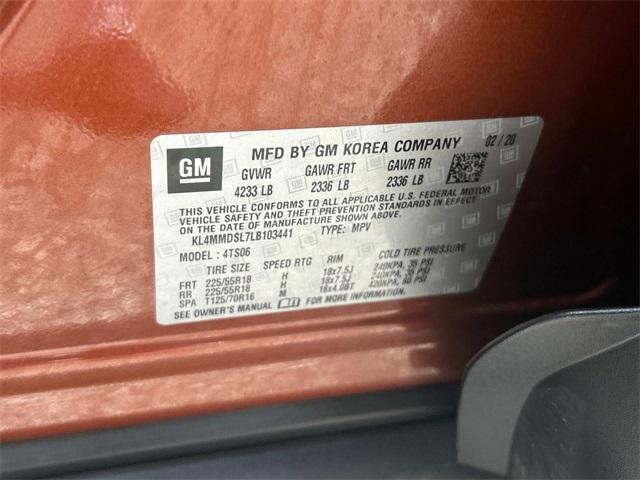 GM MFD BY GM KOREA COMPANY 02 / 20
GVWR GAWR FRT GAWR RR
4233 LB 2336 LB 2336 LB
THIS VEHICLE CONFORMS TO ALL APPLICABLE U.S. FEDERAL MOTOR
VEHICLE SAFETY AND THEFT PREVENTION STANDARDS IN EFFECT
ON THE DATE OF MANUFACTURE SHOWN ABOVE.
KL4MMDSL7LB103441 TYPE: MPV
MODEL : 4TS06
TIRE SIZE SPEED RTG RIM COLD TIRE PRESSURE
FRT 225/55R18 H 18x7.5J 240KPA, 35 PSI
RR 225/55R18 H 18x7.5J 240KPA, 35 PSI
SPA T125/70R16 M 16x4.0BT 420KPA, 60 PSI
SEE OWNER'S MANUAL FOR MORE INFORMATION.